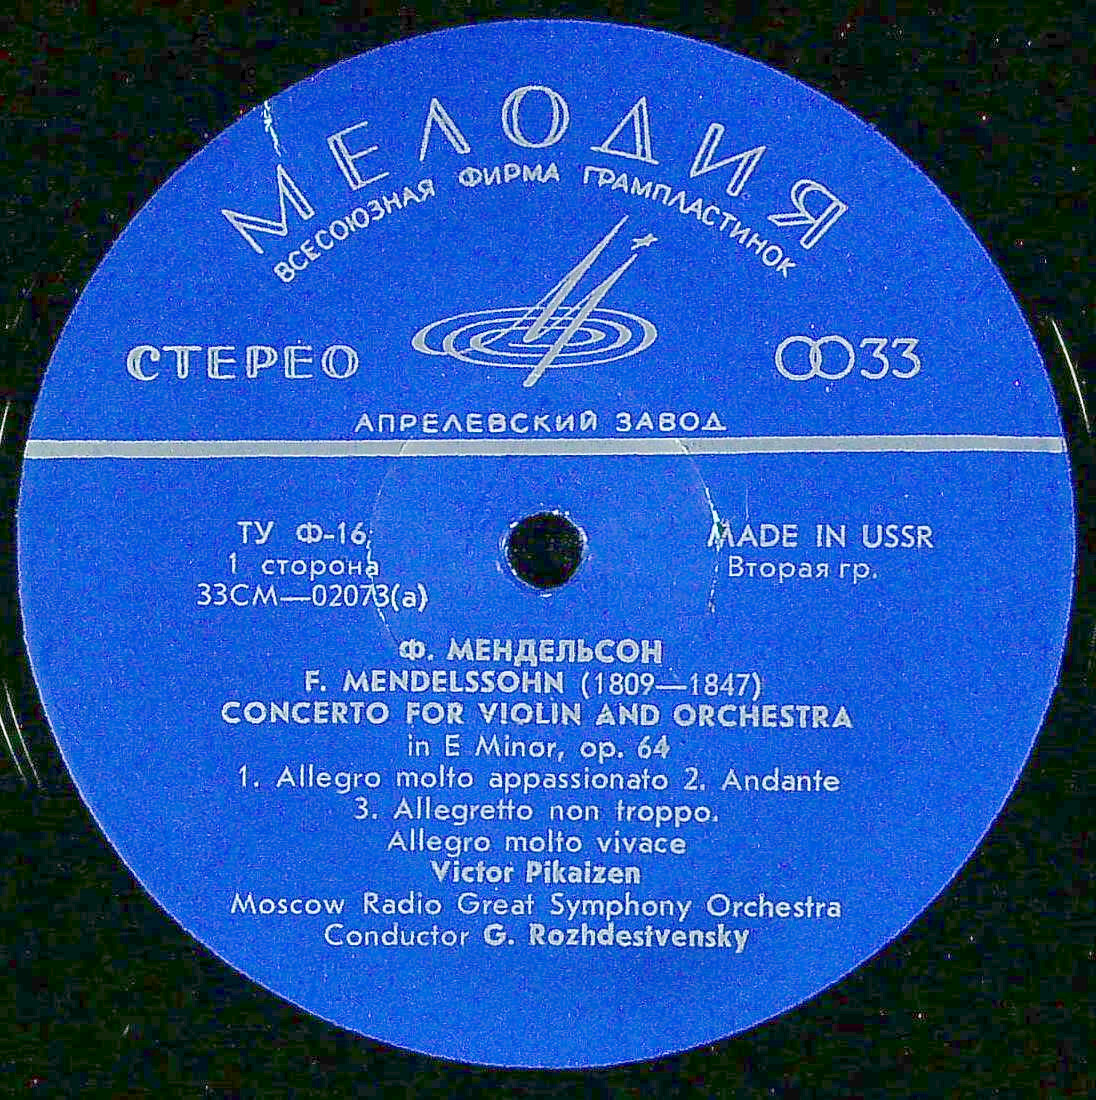 МЕЛОДИЯ
ВСЕСОЮЗНАЯ ФИРМА ГРАМПЛАСТИНОК
СТЕРЕО
33
АПРЕЛЕВСКИЙ ЗАВОД
ТУ Ф-16
MADE IN USSR
1 сторона
Вторая гр.
33СМ—02073(а)
Ф. МЕНДЕЛЬСОН
F. MENDELSSOHN (1809—1847)
CONCERTO FOR VIOLIN AND ORCHESTRA
in E Minor, op. 64
1. Allegro molto appassionato 2. Andante
3. Allegretto non troppo.
Allegro molto vivace
Victor Pikaizen
Moscow Radio Great Symphony Orchestra
Conductor G. Rozhdestvensky